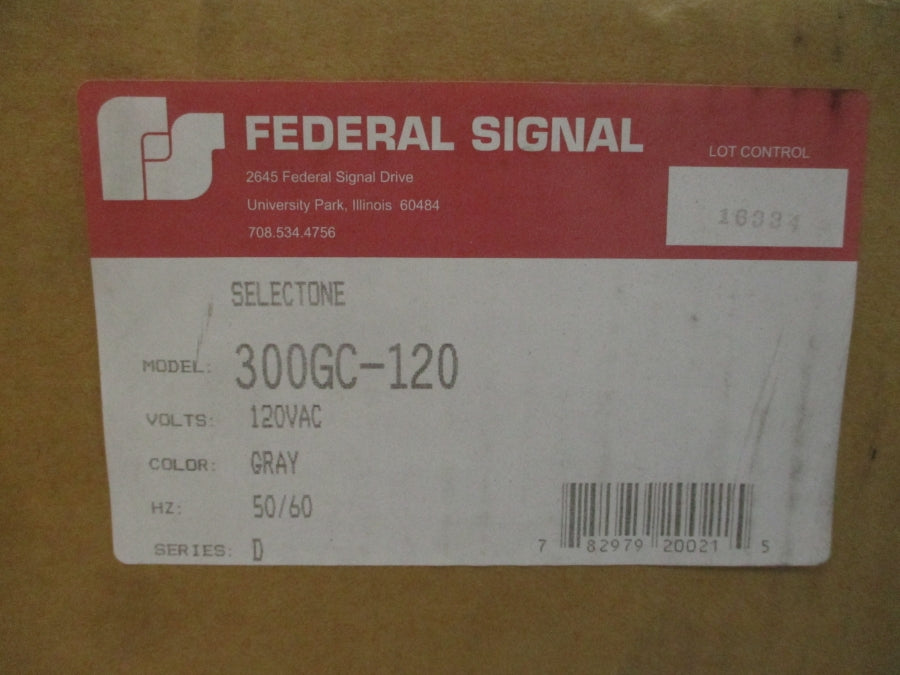 FEDERAL SIGNAL
2645 Federal Signal Drive
University Park, Illinois 60484
708.534.4756
LOT CONTROL
16334
SELECTONE
MODEL: 300GC-120
VOLTS: 120VAC
COLOR: GRAY
HZ: 50/60
SERIES: D
7 82979 20021 5